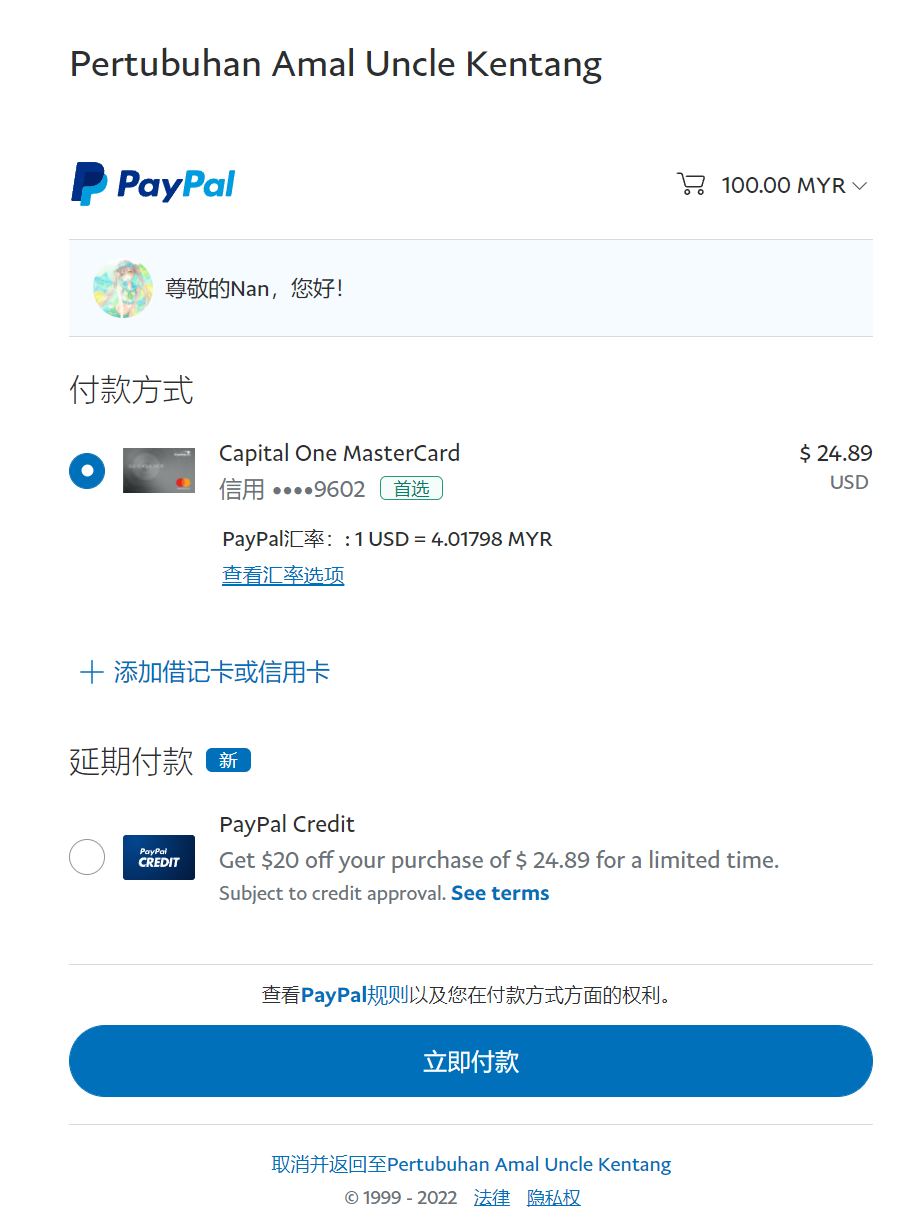 Pertubuhan Amal Uncle Kentang
PayPal
100.00 MYR
尊敬的Nan，您好！
付款方式
Capital One MasterCard
$ 24.89
信用 ••••9602 首选
USD
PayPal汇率：: 1 USD = 4.01798 MYR
查看汇率选项
添加借记卡或信用卡
延期付款 新
PayPal Credit
PayPal
CREDIT
Get $20 off your purchase of $ 24.89 for a limited time.
Subject to credit approval. See terms
查看PayPal规则以及您在付款方式方面的权利。
立即付款
取消并返回至Pertubuhan Amal Uncle Kentang
© 1999 - 2022 法律 隐私权